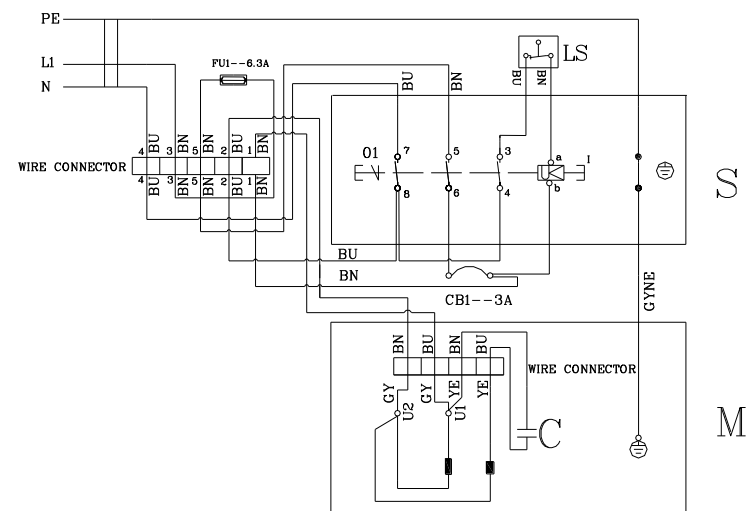 PE
L1
N
FU1--6.3A
LS
BU BN
BU BN
4 BU 3 BN 5 BN 2 BU 1 BN
WIRE CONNECTOR
4 BU 3 BN 5 BN 2 BU 1 BN
01 7 5 3 a I
8 6 4 b
S
BU
BN
CB1--3A
GYNE
BN BU BN BU
WIRE CONNECTOR
GY GY YE YE
U2 U1
C
M